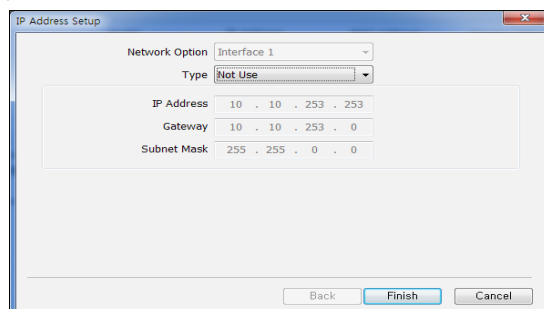 IP Address Setup
Network Option Interface 1
Type Not Use
IP Address 10 . 10 . 253 . 253
Gateway 10 . 10 . 253 . 0
Subnet Mask 255 . 255 . 0 . 0
Back Finish Cancel